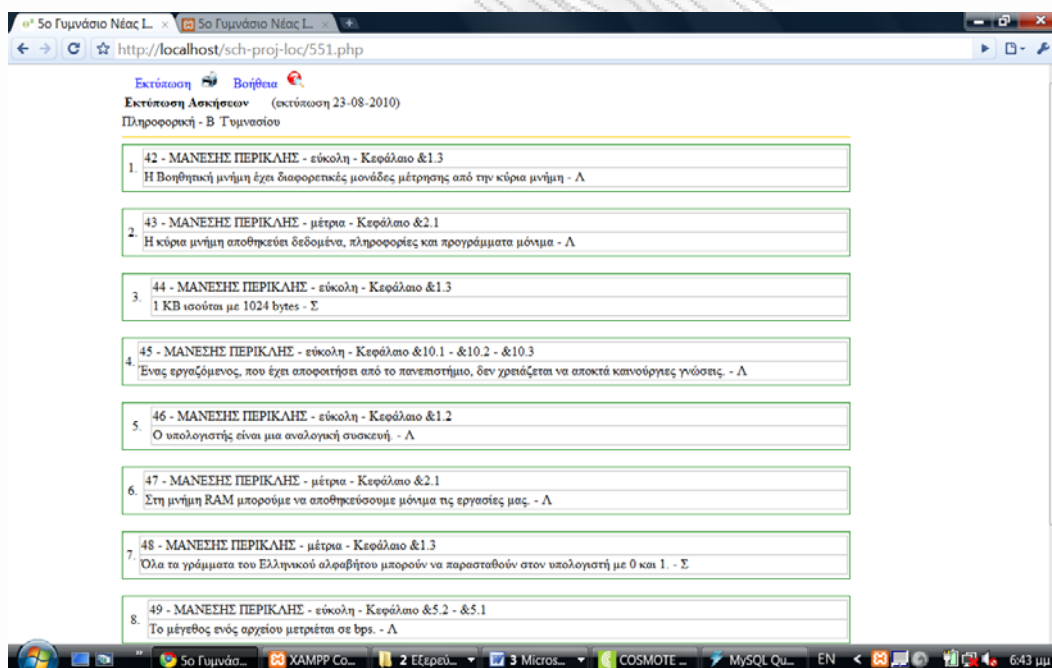 5ο Γυμνάσιο Νέας Ι...
5ο Γυμνάσιο Νέας Ι...
http://localhost/sch-proj-loc/551.php
Εκτύπωση Βοήθεια
Εκτύπωση Ασκήσεων (εκτύπωση 23-08-2010)
Πληροφορική - Β Γυμνασίου
1. 42 - ΜΑΝΕΣΗΣ ΠΕΡΙΚΛΗΣ - εύκολη - Κεφάλαιο &1.3
Η Βοηθητική μνήμη έχει διαφορετικές μονάδες μέτρησης από την κύρια μνήμη - Λ
2. 43 - ΜΑΝΕΣΗΣ ΠΕΡΙΚΛΗΣ - μέτρια - Κεφάλαιο &2.1
Η κύρια μνήμη αποθηκεύει δεδομένα, πληροφορίες και προγράμματα μόνιμα - Λ
3. 44 - ΜΑΝΕΣΗΣ ΠΕΡΙΚΛΗΣ - εύκολη - Κεφάλαιο &1.3
1 KB ισούται με 1024 bytes - Σ
4. 45 - ΜΑΝΕΣΗΣ ΠΕΡΙΚΛΗΣ - εύκολη - Κεφάλαιο &10.1 - &10.2 - &10.3
Ένας εργαζόμενος, που έχει αποφοιτήσει από το πανεπιστήμιο, δεν χρειάζεται να αποκτά καινούργιες γνώσεις. - Λ
5. 46 - ΜΑΝΕΣΗΣ ΠΕΡΙΚΛΗΣ - εύκολη - Κεφάλαιο &1.2
Ο υπολογιστής είναι μια αναλογική συσκευή. - Λ
6. 47 - ΜΑΝΕΣΗΣ ΠΕΡΙΚΛΗΣ - μέτρια - Κεφάλαιο &2.1
Στη μνήμη RAM μπορούμε να αποθηκεύσουμε μόνιμα τις εργασίες μας. - Λ
7. 48 - ΜΑΝΕΣΗΣ ΠΕΡΙΚΛΗΣ - μέτρια - Κεφάλαιο &1.3
Όλα τα γράμματα του Ελληνικού αλφαβήτου μπορούν να παρασταθούν στον υπολογιστή με 0 και 1. - Σ
8. 49 - ΜΑΝΕΣΗΣ ΠΕΡΙΚΛΗΣ - εύκολη - Κεφάλαιο &5.2 - &5.1
Το μέγεθος ενός αρχείου μετριέται σε bps. - Λ
5ο Γυμνάσ... XAMPP Co... 2 Εξερεύ... 3 Micros... COSMOTE ... MySQL Qu... EN 6:43 μμ